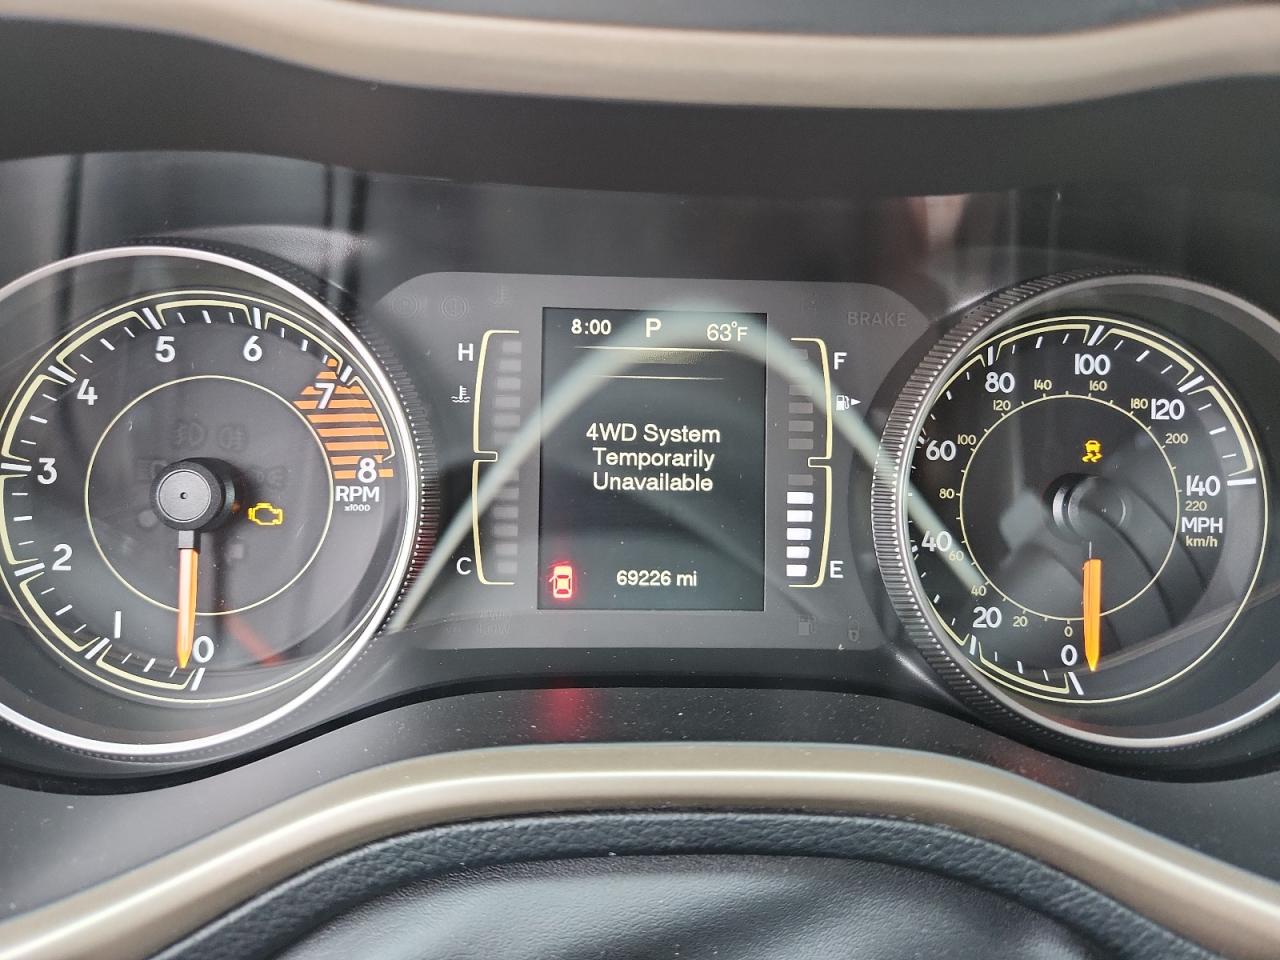 8:00 P 63°F
4WD System
Temporarily
Unavailable
69226 mi
H
C
F
E
BRAKE
0
1
2
3
4
5
6
7
8
RPM
x1000
0
20
40
60
80
100
120
140
MPH
km/h
0
20
40
60
80
100
120
140
160
180
200
220